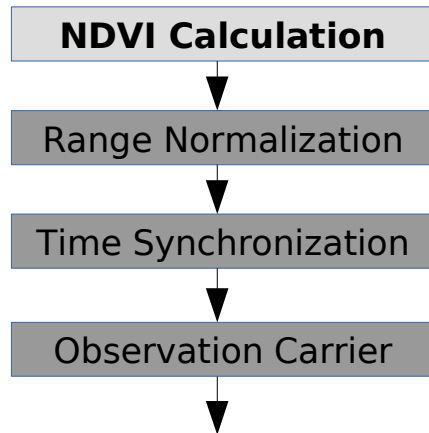 NDVI Calculation
Range Normalization
Time Synchronization
Observation Carrier